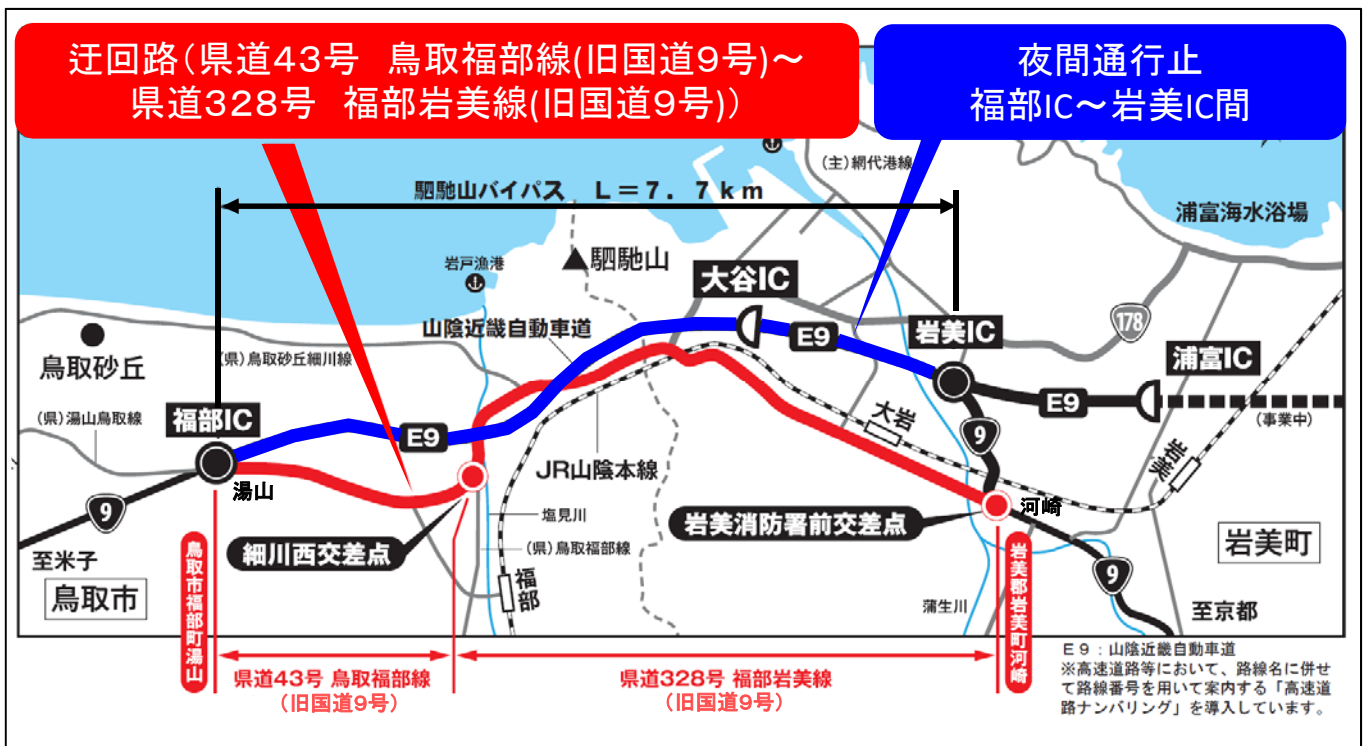 迂回路(県道43号 鳥取福部線(旧国道9号)～
県道328号 福部岩美線(旧国道9号))
夜間通行止
福部IC～岩美IC間
(主)網代港線
駟馳山バイパス L=7.7km
浦富海水浴場
岩戸漁港
駟馳山
大谷IC
山陰近畿自動車道
E9
岩美IC
178
鳥取砂丘
(県)鳥取砂丘細川線
浦富IC
(県)湯山鳥取線
福部IC
E9
E9
(事業中)
大岩
9
岩美
JR山陰本線
湯山
9
塩見川
岩美消防署前交差点
河崎
細川西交差点
(県)鳥取福部線
岩美町
至米子
鳥取市
福部
9
蒲生川
至京都
鳥取市福部町湯山
岩美郡岩美町河崎
県道43号 鳥取福部線
(旧国道9号)
県道328号 福部岩美線
(旧国道9号)
E9：山陰近畿自動車道
※高速道路等において、路線名に併せ
て路線番号を用いて案内する「高速道
路ナンバリング」を導入しています。